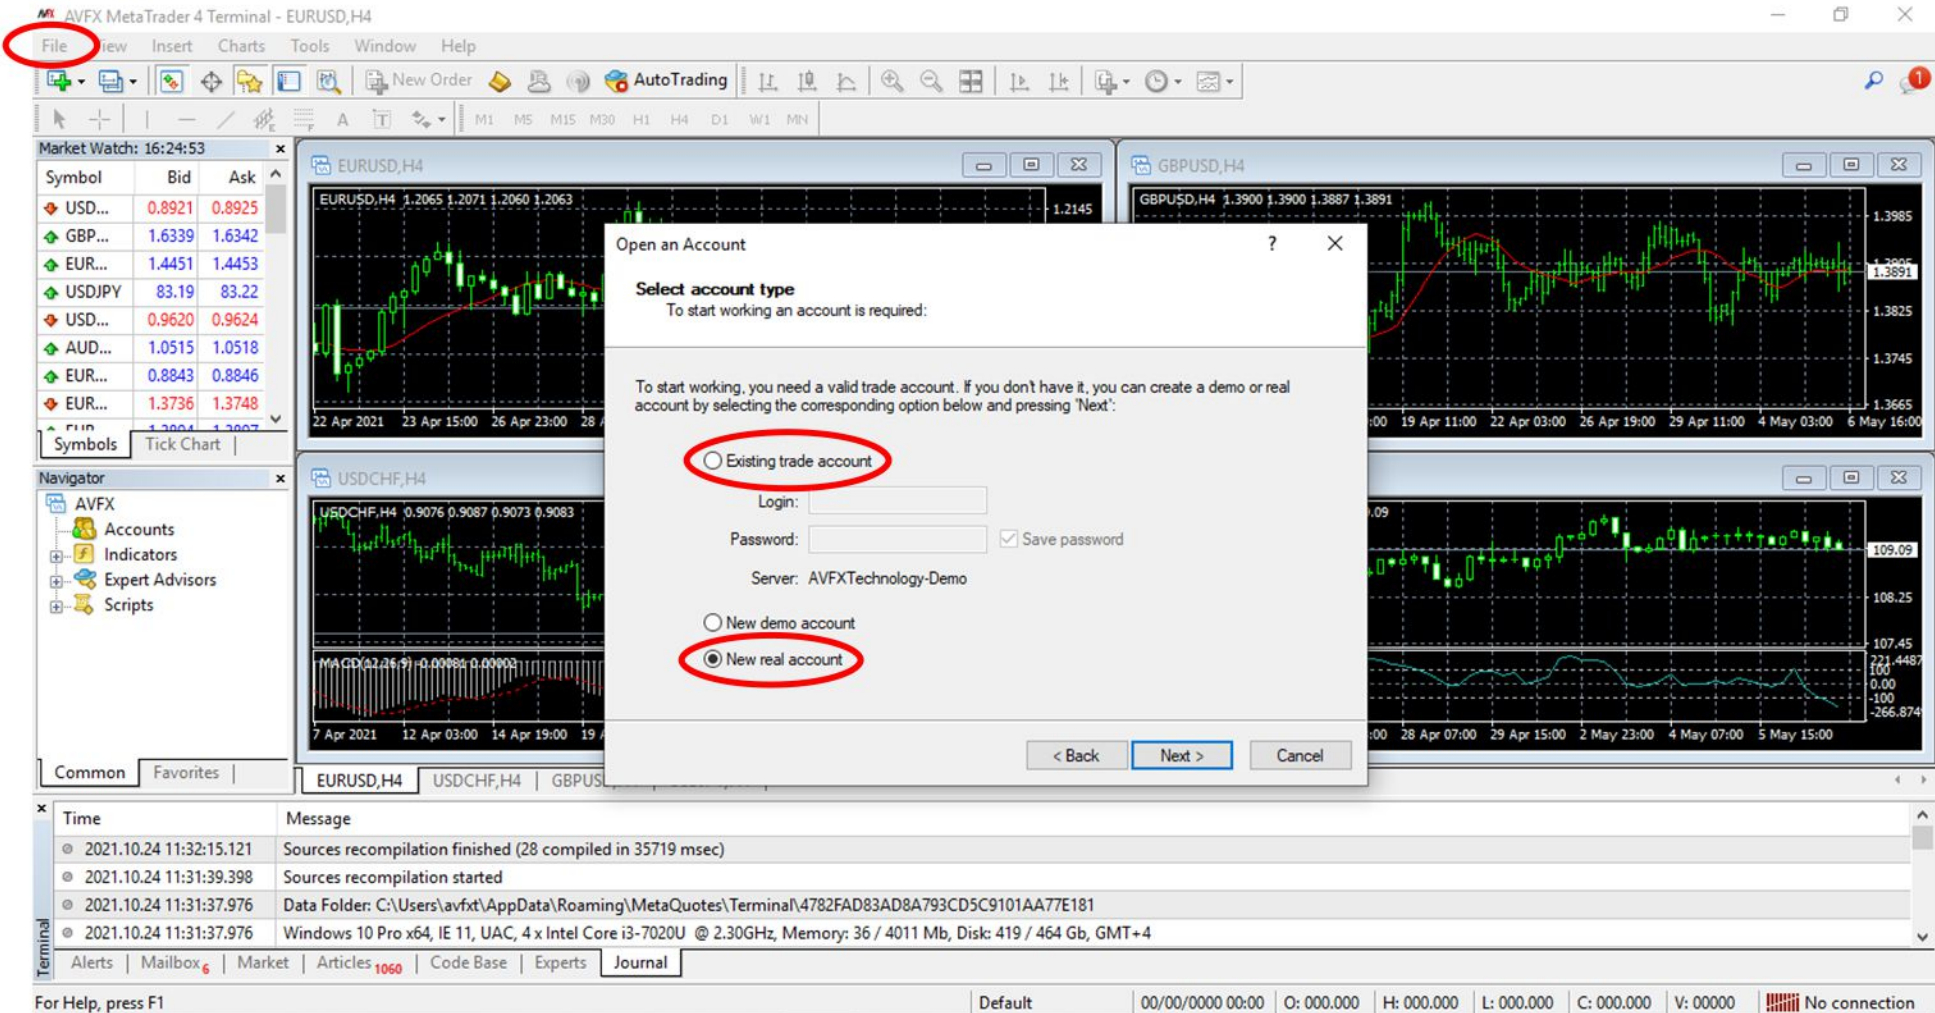 AVFX MetaTrader 4 Terminal - EURUSD,H4
File View Insert Charts Tools Window Help
New Order AutoTrading 1
A T M1 M5 M15 M30 H1 H4 D1 W1 MN
Market Watch: 16:24:53
Symbol Bid Ask
USD... 0.8921 0.8925
GBP... 1.6339 1.6342
EUR... 1.4451 1.4453
USDJPY 83.19 83.22
USD... 0.9620 0.9624
AUD... 1.0515 1.0518
EUR... 0.8843 0.8846
EUR... 1.3736 1.3748
Symbols Tick Chart
Navigator
AVFX
Accounts
Indicators
Expert Advisors
Scripts
Common Favorites
EURUSD,H4
EURUSD,H4 1.2065 1.2071 1.2060 1.2063
1.2145
22 Apr 2021 23 Apr 15:00 26 Apr 23:00 28
GBPUSD,H4
GBPUSD,H4 1.3900 1.3900 1.3887 1.3891
1.3985
1.3891
1.3825
1.3745
1.3665
:00 19 Apr 11:00 22 Apr 03:00 26 Apr 19:00 29 Apr 11:00 4 May 03:00 6 May 16:00
USDCHF,H4
USDCHF,H4 0.9076 0.9087 0.9073 0.9083
MACD(12,26,9) -0.00081 0.00002
7 Apr 2021 12 Apr 03:00 14 Apr 19:00 19
.09
109.09
108.25
107.45
221.4487
100
0.00
-100
-266.874
:00 28 Apr 07:00 29 Apr 15:00 2 May 23:00 4 May 07:00 5 May 15:00
Open an Account ?
Select account type
To start working an account is required:
To start working, you need a valid trade account. If you don't have it, you can create a demo or real
account by selecting the corresponding option below and pressing 'Next':
Existing trade account
Login:
Password: Save password
Server: AVFXTechnology-Demo
New demo account
New real account
< Back Next > Cancel
EURUSD,H4 USDCHF,H4 GBPUS
Time Message
2021.10.24 11:32:15.121 Sources recompilation finished (28 compiled in 35719 msec)
2021.10.24 11:31:39.398 Sources recompilation started
2021.10.24 11:31:37.976 Data Folder: C:\Users\avfxt\AppData\Roaming\MetaQuotes\Terminal\4782FAD83AD8A793CD5C9101AA77E181
2021.10.24 11:31:37.976 Windows 10 Pro x64, IE 11, UAC, 4 x Intel Core i3-7020U @ 2.30GHz, Memory: 36 / 4011 Mb, Disk: 419 / 464 Gb, GMT+4
Terminal
Alerts Mailbox 6 Market Articles 1060 Code Base Experts Journal
For Help, press F1 Default 00/00/0000 00:00 O: 000.000 H: 000.000 L: 000.000 C: 000.000 V: 00000 No connection